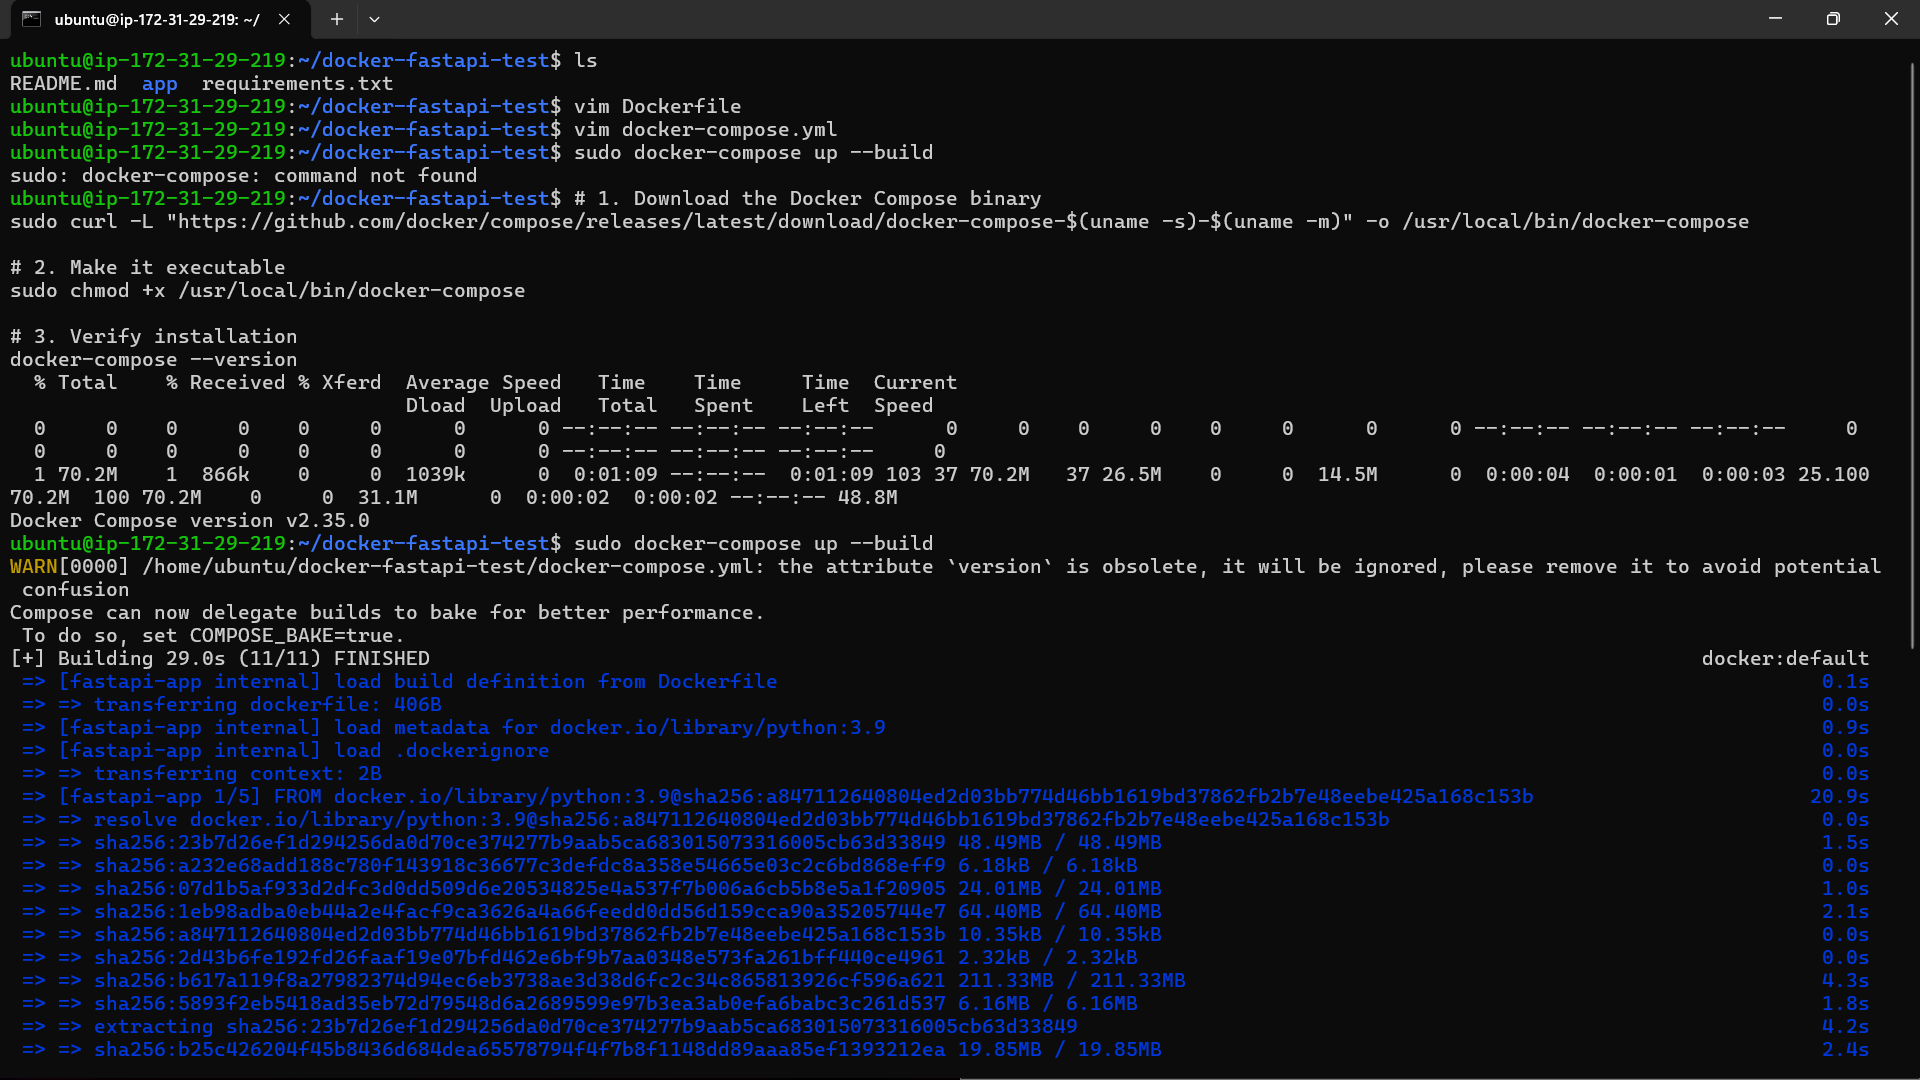 ubuntu@ip-172-31-29-219: ~/
ubuntu@ip-172-31-29-219:~/docker-fastapi-test$ ls
README.md  app  requirements.txt
ubuntu@ip-172-31-29-219:~/docker-fastapi-test$ vim Dockerfile
ubuntu@ip-172-31-29-219:~/docker-fastapi-test$ vim docker-compose.yml
ubuntu@ip-172-31-29-219:~/docker-fastapi-test$ sudo docker-compose up --build
sudo: docker-compose: command not found
ubuntu@ip-172-31-29-219:~/docker-fastapi-test$ # 1. Download the Docker Compose binary
sudo curl -L "https://github.com/docker/compose/releases/latest/download/docker-compose-$(uname -s)-$(uname -m)" -o /usr/local/bin/docker-compose
# 2. Make it executable
sudo chmod +x /usr/local/bin/docker-compose
# 3. Verify installation
docker-compose --version
  % Total    % Received % Xferd  Average Speed   Time    Time     Time  Current
                                 Dload  Upload   Total   Spent    Left  Speed
  0     0    0     0    0     0      0      0 --:--:-- --:--:-- --:--:--      0     0    0     0    0     0      0      0 --:--:-- --:--:-- --:--:--     0
  0     0    0     0    0     0      0      0 --:--:-- --:--:-- --:--:--     0
  1 70.2M    1  866k    0     0  1039k      0  0:01:09 --:--:--  0:01:09 103 37 70.2M   37 26.5M    0     0  14.5M      0  0:00:04  0:00:01  0:00:03 25.100
70.2M  100 70.2M    0     0  31.1M      0  0:00:02  0:00:02 --:--:-- 48.8M
Docker Compose version v2.35.0
ubuntu@ip-172-31-29-219:~/docker-fastapi-test$ sudo docker-compose up --build
WARN[0000] /home/ubuntu/docker-fastapi-test/docker-compose.yml: the attribute `version` is obsolete, it will be ignored, please remove it to avoid potential
 confusion
Compose can now delegate builds to bake for better performance.
 To do so, set COMPOSE_BAKE=true.
[+] Building 29.0s (11/11) FINISHED docker:default
 => [fastapi-app internal] load build definition from Dockerfile 0.1s
 => => transferring dockerfile: 406B 0.0s
 => [fastapi-app internal] load metadata for docker.io/library/python:3.9 0.9s
 => [fastapi-app internal] load .dockerignore 0.0s
 => => transferring context: 2B 0.0s
 => [fastapi-app 1/5] FROM docker.io/library/python:3.9@sha256:a847112640804ed2d03bb774d46bb1619bd37862fb2b7e48eebe425a168c153b 20.9s
 => => resolve docker.io/library/python:3.9@sha256:a847112640804ed2d03bb774d46bb1619bd37862fb2b7e48eebe425a168c153b 0.0s
 => => sha256:23b7d26ef1d294256da0d70ce374277b9aab5ca683015073316005cb63d33849 48.49MB / 48.49MB 1.5s
 => => sha256:a232e68add188c780f143918c36677c3defdc8a358e54665e03c2c6bd868eff9 6.18kB / 6.18kB 0.0s
 => => sha256:07d1b5af933d2dfc3d0dd509d6e20534825e4a537f7b006a6cb5b8e5a1f20905 24.01MB / 24.01MB 1.0s
 => => sha256:1eb98adba0eb44a2e4facf9ca3626a4a66feedd0dd56d159cca90a35205744e7 64.40MB / 64.40MB 2.1s
 => => sha256:a847112640804ed2d03bb774d46bb1619bd37862fb2b7e48eebe425a168c153b 10.35kB / 10.35kB 0.0s
 => => sha256:2d43b6fe192fd26faaf19e07bfd462e6bf9b7aa0348e573fa261bff440ce4961 2.32kB / 2.32kB 0.0s
 => => sha256:b617a119f8a27982374d94ec6eb3738ae3d38d6fc2c34c865813926cf596a621 211.33MB / 211.33MB 4.3s
 => => sha256:5893f2eb5418ad35eb72d79548d6a2689599e97b3ea3ab0efa6babc3c261d537 6.16MB / 6.16MB 1.8s
 => => extracting sha256:23b7d26ef1d294256da0d70ce374277b9aab5ca683015073316005cb63d33849 4.2s
 => => sha256:b25c426204f45b8436d684dea65578794f4f7b8f1148dd89aaa85ef1393212ea 19.85MB / 19.85MB 2.4s